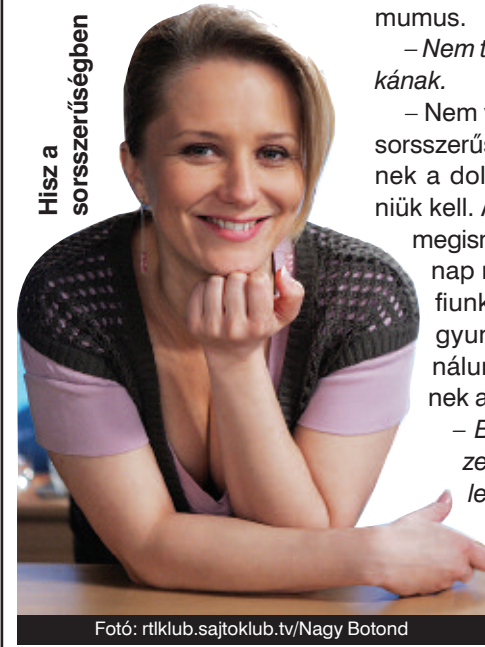 Hisz a
sorsszerűségben
mumus.
– Nem t
kának.
– Nem
sorsszerűs
nek a dol
niük kell. A
megism
nap
fiunk
gyun
nálun
nek a
– E
ze
le
Fotó: rtlklub.sajtoklub.tv/Nagy Botond